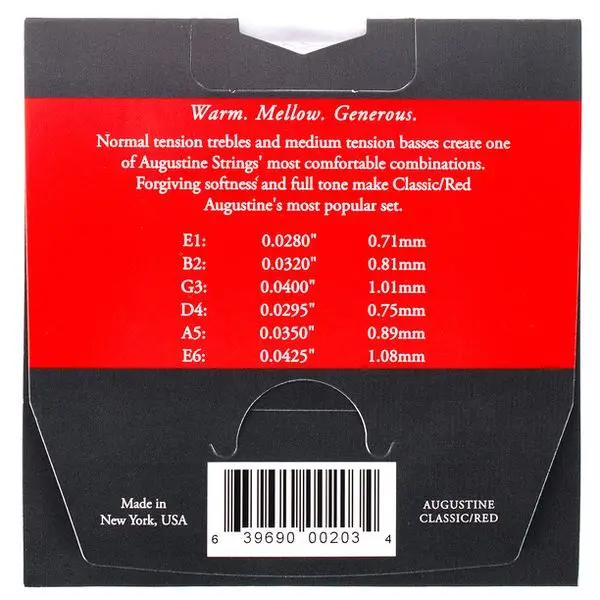 Warm. Mellow. Generous.
Normal tension trebles and medium tension basses create one
of Augustine Strings' most comfortable combinations.
Forgiving softness and full tone make Classic/Red
Augustine's most popular set.
E1: 0.0280" 0.71mm
B2: 0.0320" 0.81mm
G3: 0.0400" 1.01mm
D4: 0.0295" 0.75mm
A5: 0.0350" 0.89mm
E6: 0.0425" 1.08mm
Made in
New York, USA
6 39690 00203 4
AUGUSTINE
CLASSIC/RED